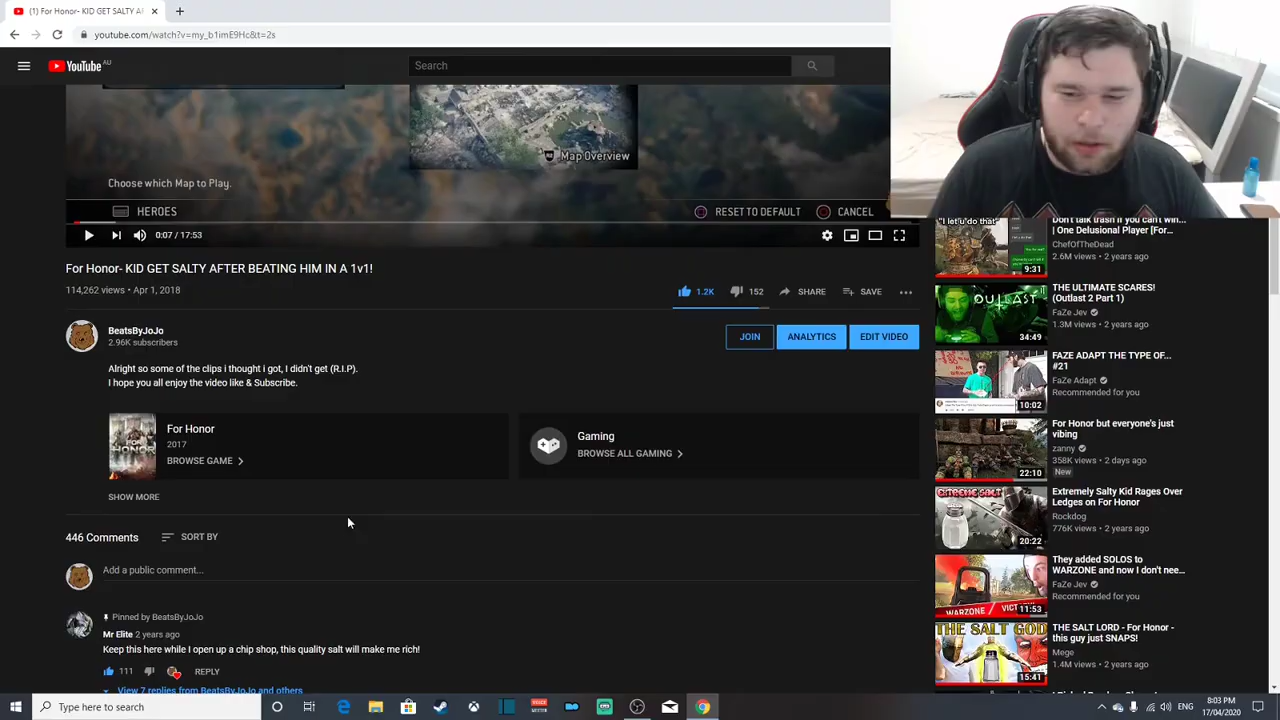 (1) For Honor- KID GET SALTY AF
youtube.com/watch?v=my_b1imE9Hc&t=2s
YouTube AU
Search
Map Overview
Choose which Map to Play.
HEROES
RESET TO DEFAULT
CANCEL
0:07 / 17:53
For Honor- KID GET SALTY AFTER BEATING HIM IN A 1v1!
114,262 views • Apr 1, 2018
1.2K
152
SHARE
SAVE
BeatsByJoJo
2.96K subscribers
JOIN
ANALYTICS
EDIT VIDEO
Alright so some of the clips i thought i got, I didn't get (R.I.P).
I hope you all enjoy the video like & Subscribe.
FOR HONOR
For Honor
2017
BROWSE GAME
Gaming
BROWSE ALL GAMING
SHOW MORE
446 Comments
SORT BY
Add a public comment...
Pinned by BeatsByJoJo
Mr Elite 2 years ago
Keep this here while I open up a chip shop, the quality salt will make me rich!
111
REPLY
View 7 replies from BeatsByJoJo and others
"I let u do that"
9:31
Don't talk trash if you can't win...
| One Delusional Player [For...
ChefOfTheDead
2.6M views • 2 years ago
OUTLAST
34:49
THE ULTIMATE SCARES!
(Outlast 2 Part 1)
FaZe Jev
1.3M views • 2 years ago
10:02
FAZE ADAPT THE TYPE OF...
#21
FaZe Adapt
Recommended for you
22:10
For Honor but everyone's just
vibing
zanny
358K views • 2 days ago
New
EXTREME SALT
20:22
Extremely Salty Kid Rages Over
Ledges on For Honor
Rockdog
776K views • 2 years ago
WARZONE / VICT
11:53
They added SOLOS to
WARZONE and now I don't nee...
FaZe Jev
Recommended for you
THE SALT GOD
15:41
THE SALT LORD - For Honor -
this guy just SNAPS!
Mege
1.4M views • 2 years ago
Type here to search
ENG
8:03 PM
17/04/2020